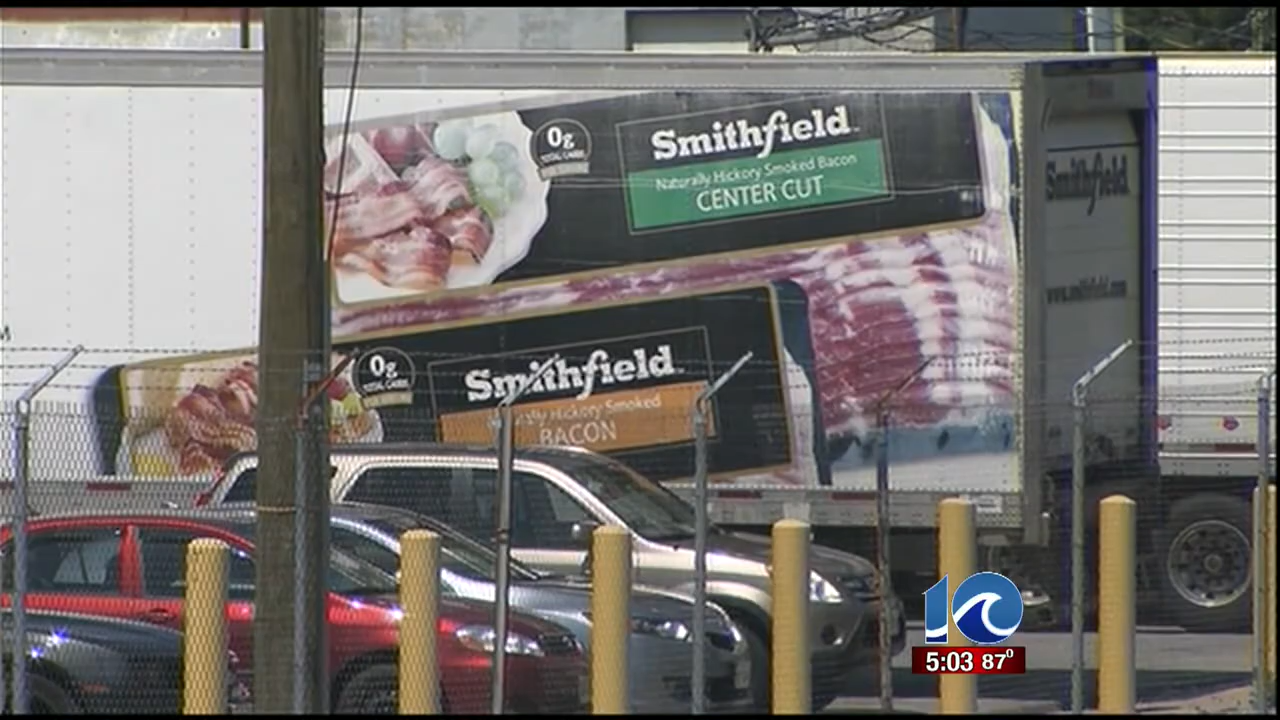 0g
TOTAL CARBS
Smithfield
Naturally Hickory Smoked Bacon
CENTER CUT
Smithfield
www.smithfield.com
0g
TOTAL CARBS
Smithfield
Hickory Smoked
BACON
10
5:03 87°